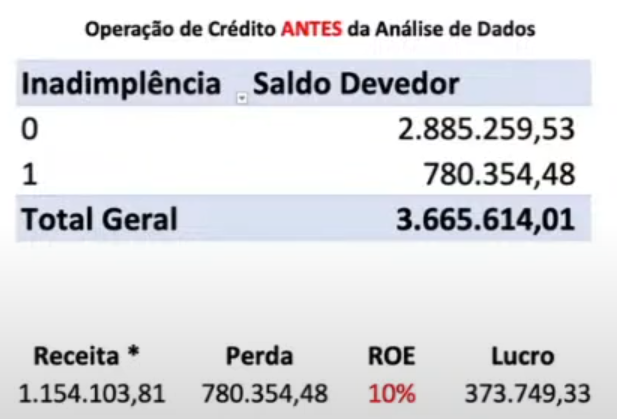 Operação de Crédito ANTES da Análise de Dados
Inadimplência Saldo Devedor
0 2.885.259,53
1 780.354,48
Total Geral 3.665.614,01
Receita * Perda ROE Lucro
1.154.103,81 780.354,48 10% 373.749,33